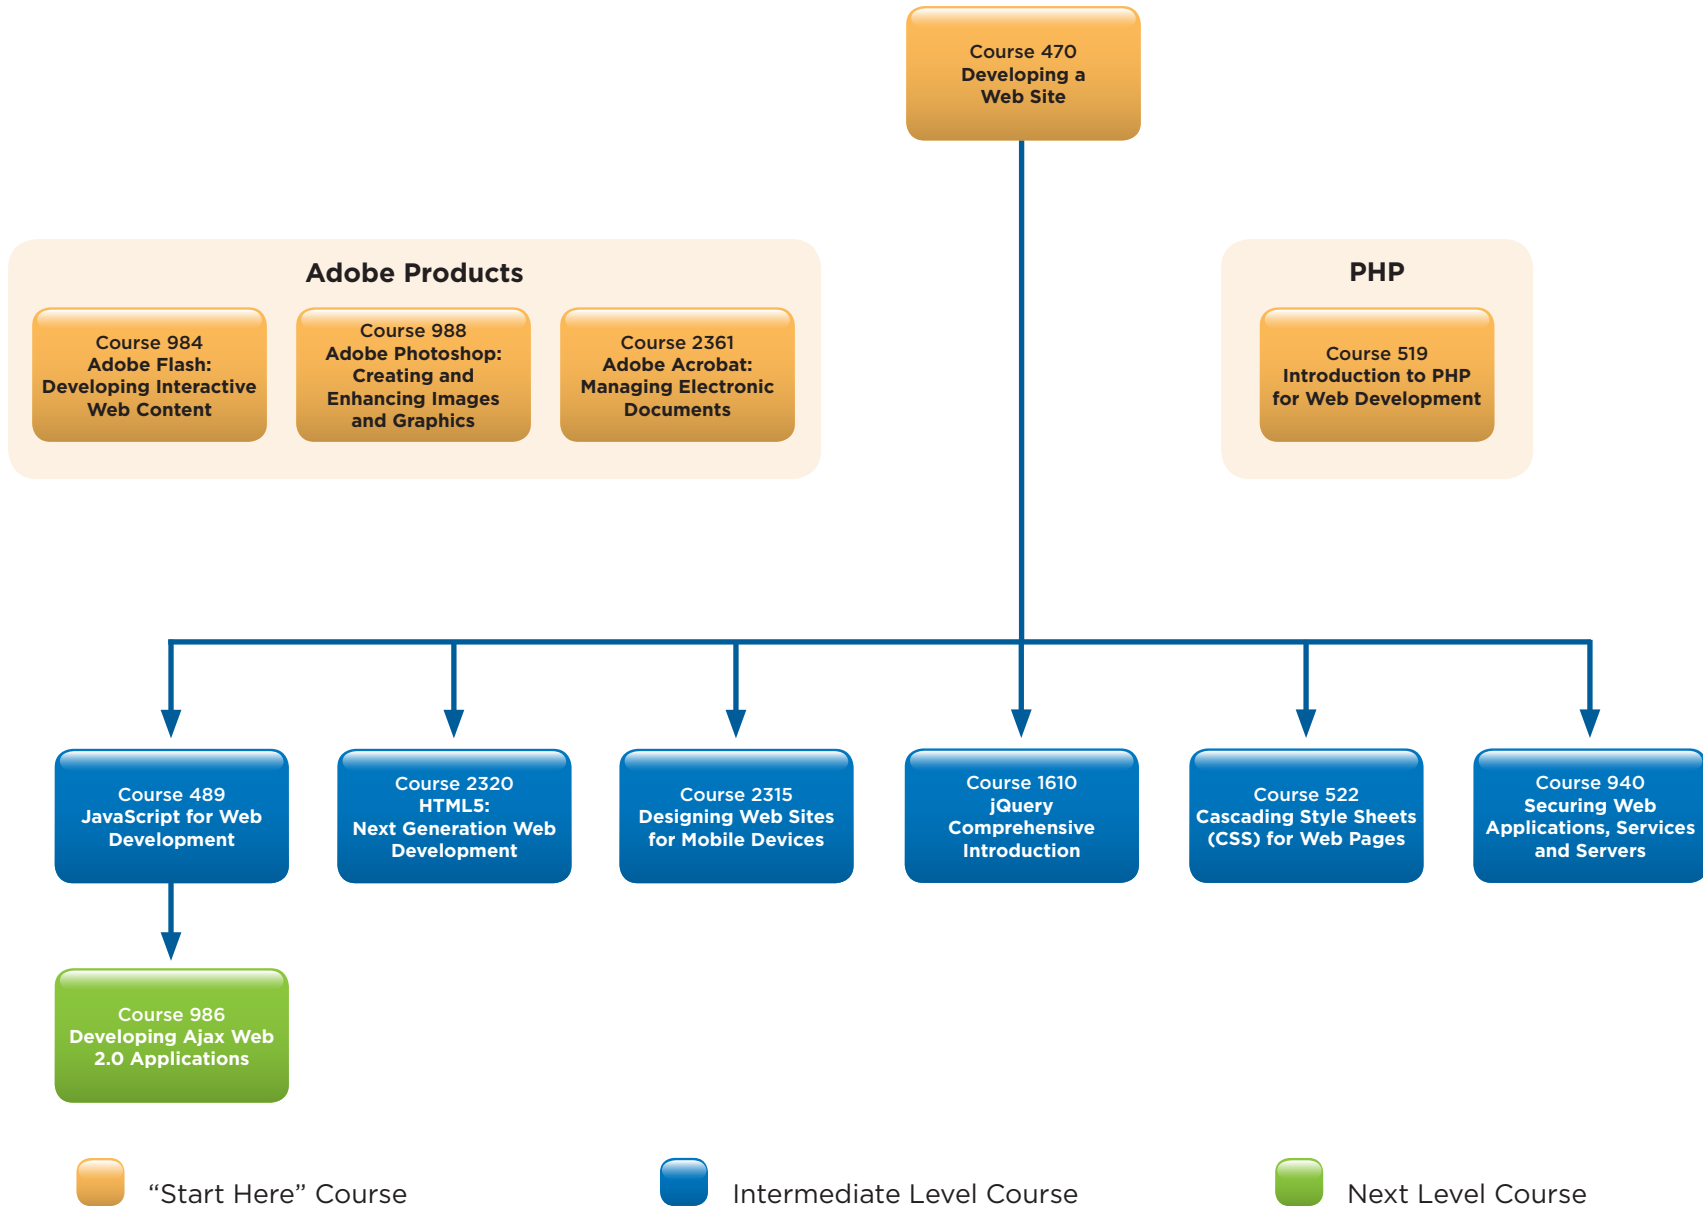 Course 470
Developing a
Web Site
Adobe Products
Course 984
Adobe Flash:
Developing Interactive
Web Content
Course 988
Adobe Photoshop:
Creating and
Enhancing Images
and Graphics
Course 2361
Adobe Acrobat:
Managing Electronic
Documents
PHP
Course 519
Introduction to PHP
for Web Development
Course 489
JavaScript for Web
Development
Course 2320
HTML5:
Next Generation Web
Development
Course 2315
Designing Web Sites
for Mobile Devices
Course 1610
jQuery
Comprehensive
Introduction
Course 522
Cascading Style Sheets
(CSS) for Web Pages
Course 940
Securing Web
Applications, Services
and Servers
Course 986
Developing Ajax Web
2.0 Applications
“Start Here” Course
Intermediate Level Course
Next Level Course